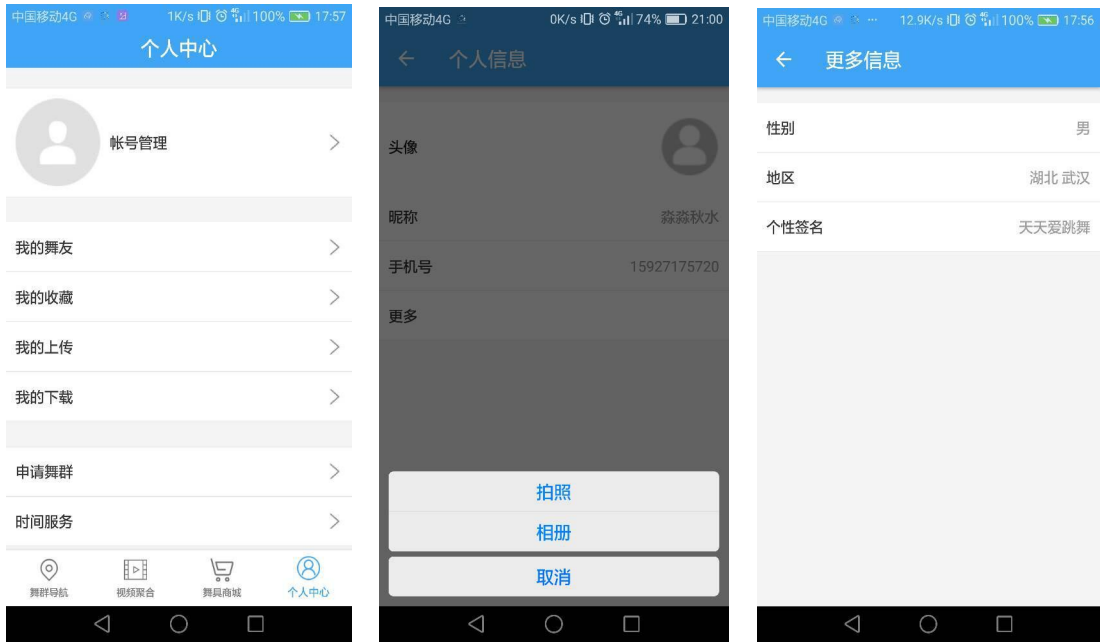 中国移动4G 1K/s 4G 100% 17:57
个人中心
帐号管理
我的舞友
我的收藏
我的上传
我的下载
申请舞群
时间服务
舞群导航 视频聚合 舞具商城 个人中心
中国移动4G 0K/s 4G 74% 21:00
个人信息
头像
昵称 淼淼秋水
手机号 15927175720
更多
拍照
相册
取消
中国移动4G ··· 12.9K/s 4G 100% 17:56
更多信息
性别 男
地区 湖北 武汉
个性签名 天天爱跳舞